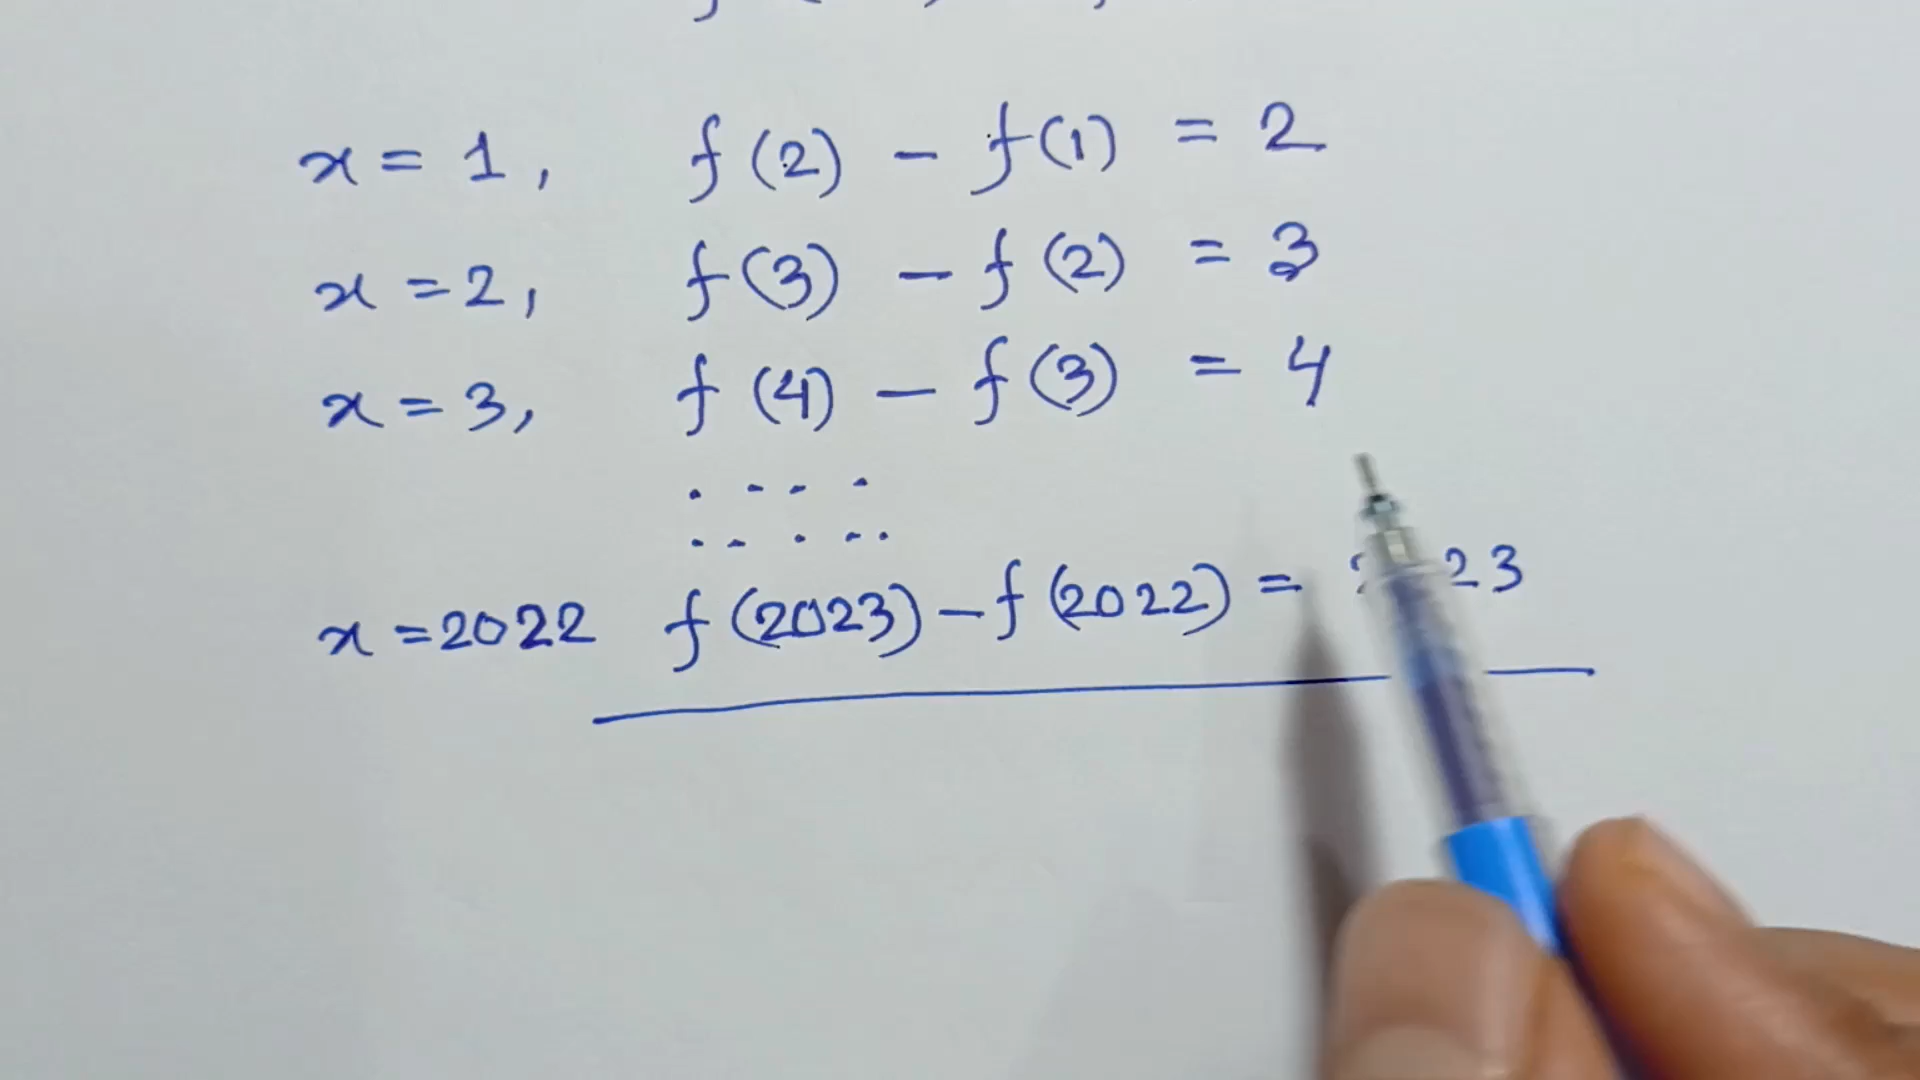 x = 1, f(2) - f(1) = 2
x = 2, f(3) - f(2) = 3
x = 3, f(4) - f(3) = 4
. . . .
. . . . .
x = 2022 f(2023) - f(2022) =